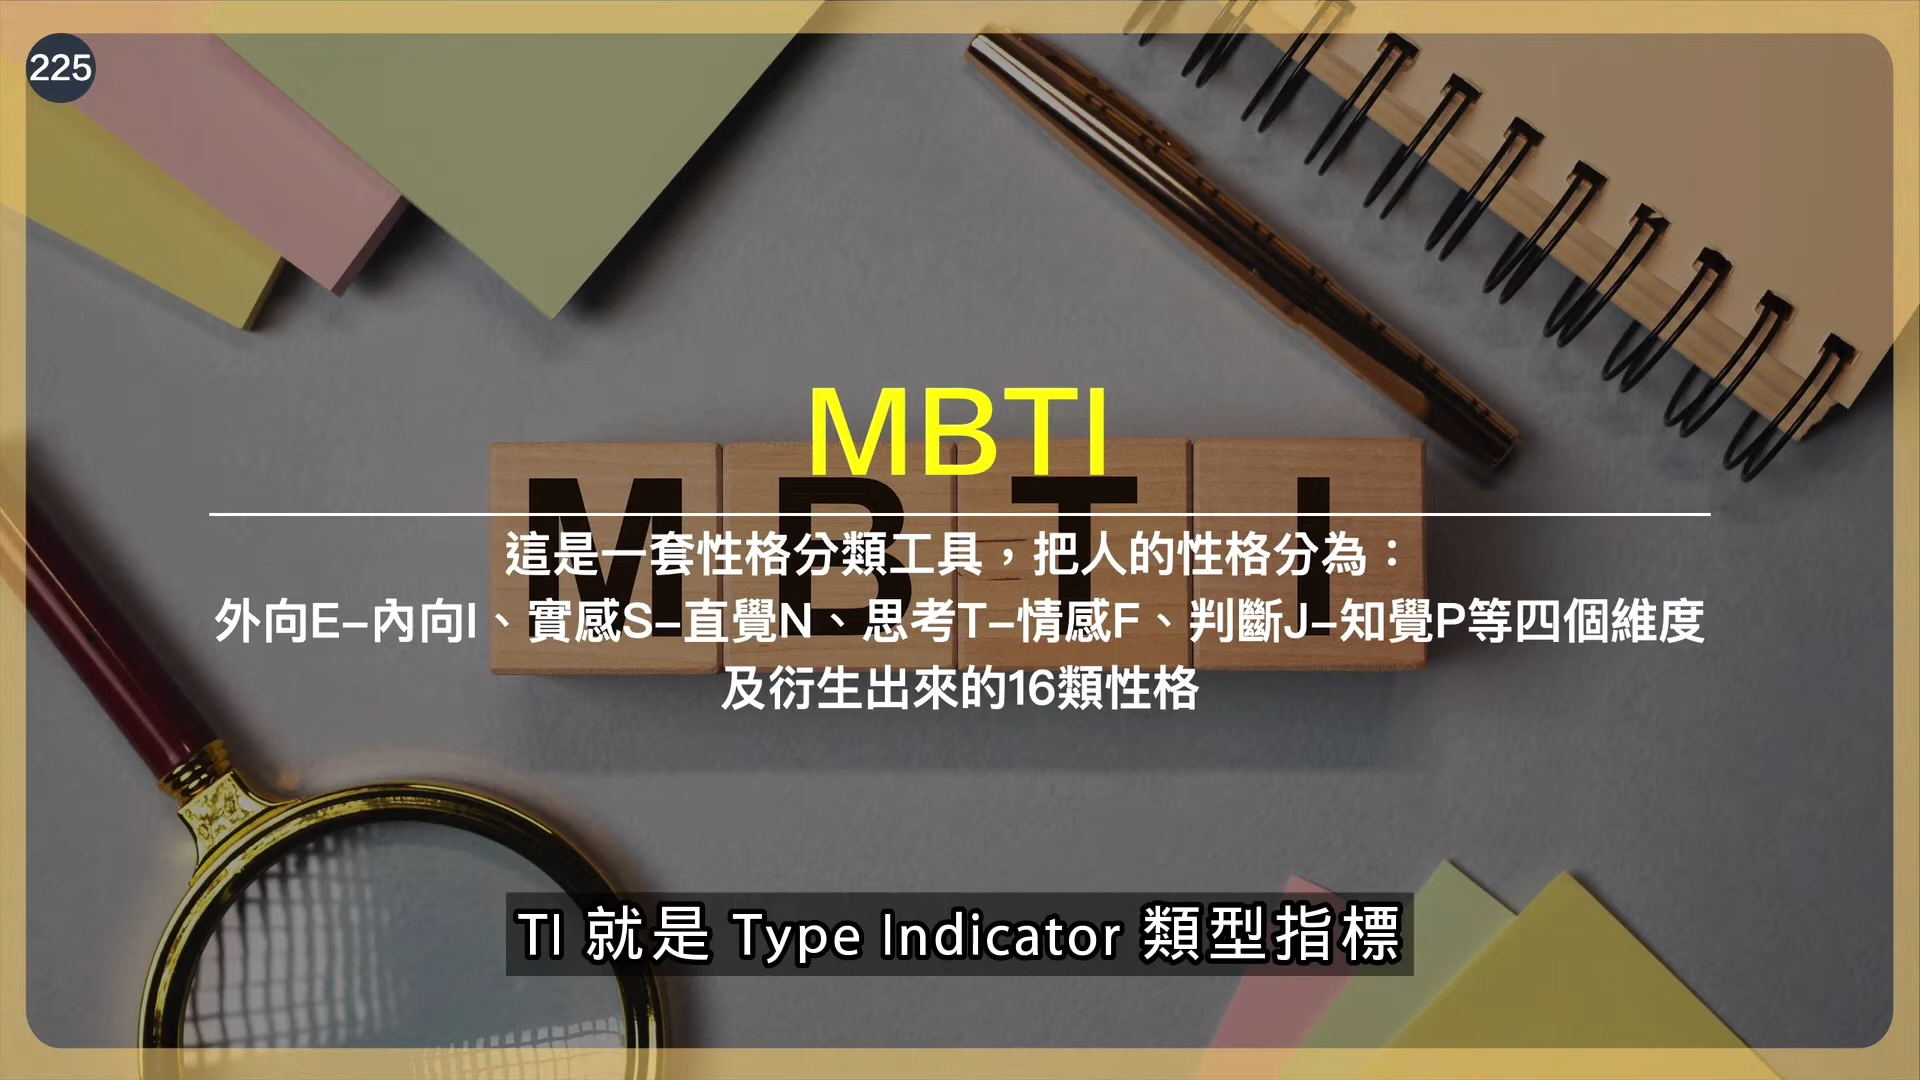 225
MBTI
M B T I
這是一套性格分類工具，把人的性格分為：
外向E–內向I、實感S–直覺N、思考T–情感F、判斷J–知覺P等四個維度
及衍生出來的16類性格
TI 就是 Type Indicator 類型指標